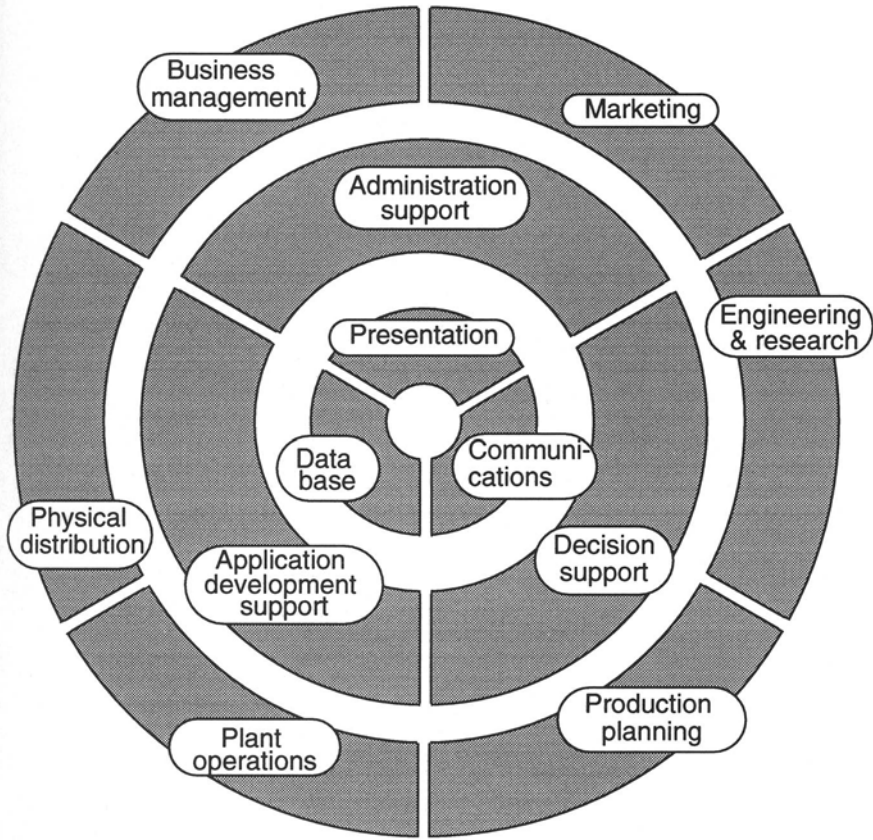 Business
management
Marketing
Administration
support
Presentation
Engineering
& research
Data
base
Communi-
cations
Physical
distribution
Application
development
support
Decision
support
Production
planning
Plant
operations